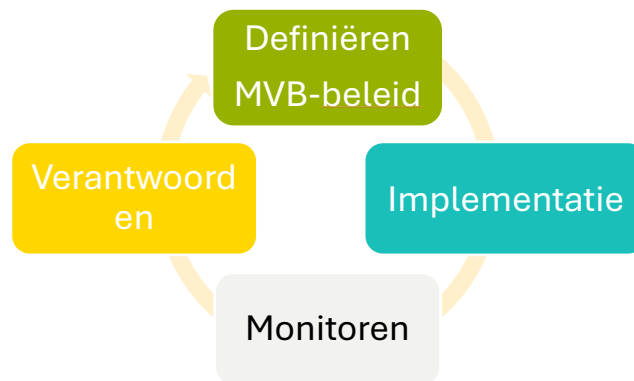 Definiëren
MVB-beleid
Implementatie
Monitoren
Verantwoord
en